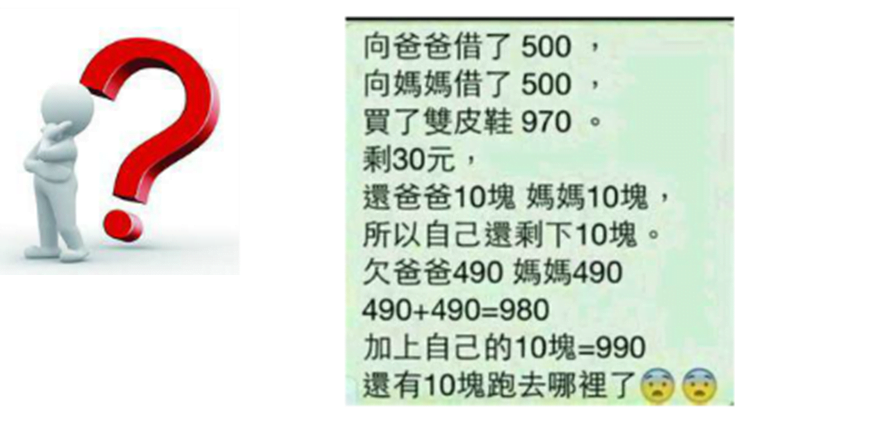 向爸爸借了 500 ，
向媽媽借了 500 ，
買了雙皮鞋 970 。
剩30元，
還爸爸10塊 媽媽10塊，
所以自己還剩下10塊。
欠爸爸490 媽媽490
490+490=980
加上自己的10塊=990
還有10塊跑去哪裡了😨😨